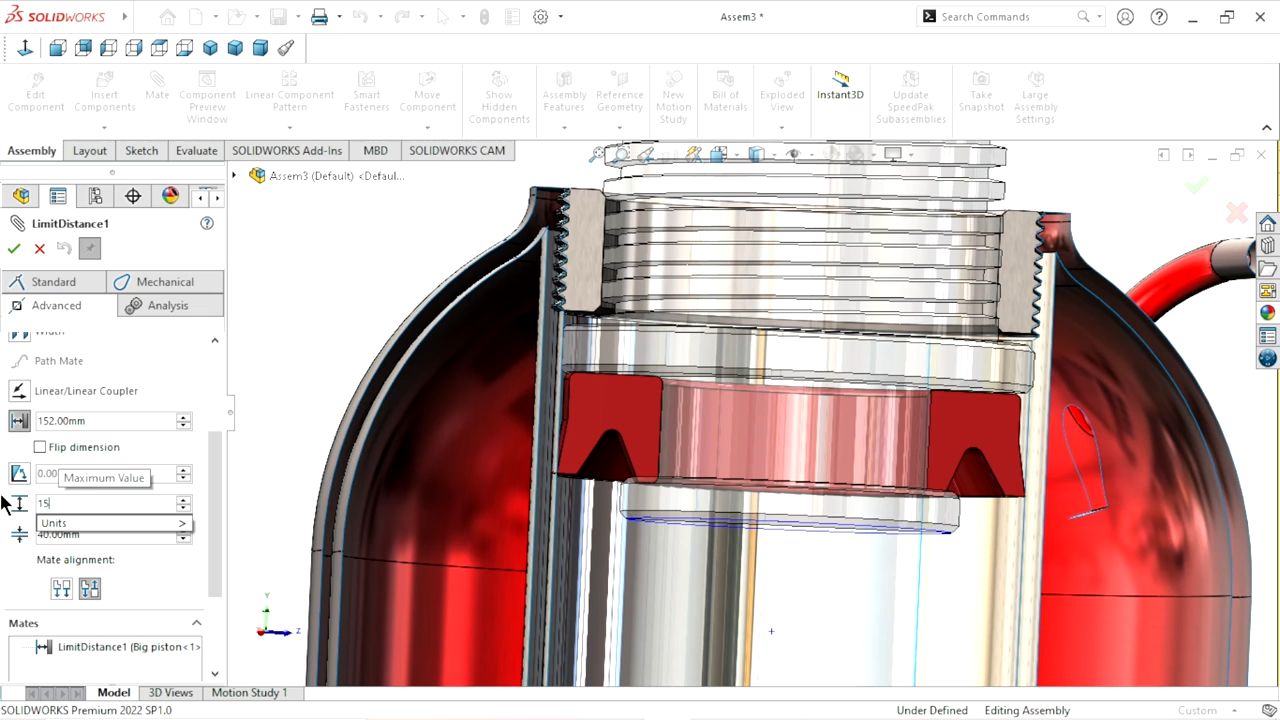 SOLIDWORKS
Assem3 *
Search Commands
Edit Component
Insert Components
Mate
Component Preview Window
Linear Component Pattern
Smart Fasteners
Move Component
Show Hidden Components
Assembly Features
Reference Geometry
New Motion Study
Bill of Materials
Exploded View
Instant3D
Update SpeedPak Subassemblies
Take Snapshot
Large Assembly Settings
Assembly
Layout
Sketch
Evaluate
SOLIDWORKS Add-Ins
MBD
SOLIDWORKS CAM
Assem3 (Default) <Defaul...
LimitDistance1
Standard
Mechanical
Advanced
Analysis
Width
Path Mate
Linear/Linear Coupler
152.00mm
Flip dimension
0.00
Maximum Value
15
Units >
40.00mm
Mate alignment:
Mates
LimitDistance1 (Big piston<1>
Y
Z
Model
3D Views
Motion Study 1
SOLIDWORKS Premium 2022 SP1.0
Under Defined
Editing Assembly
Custom